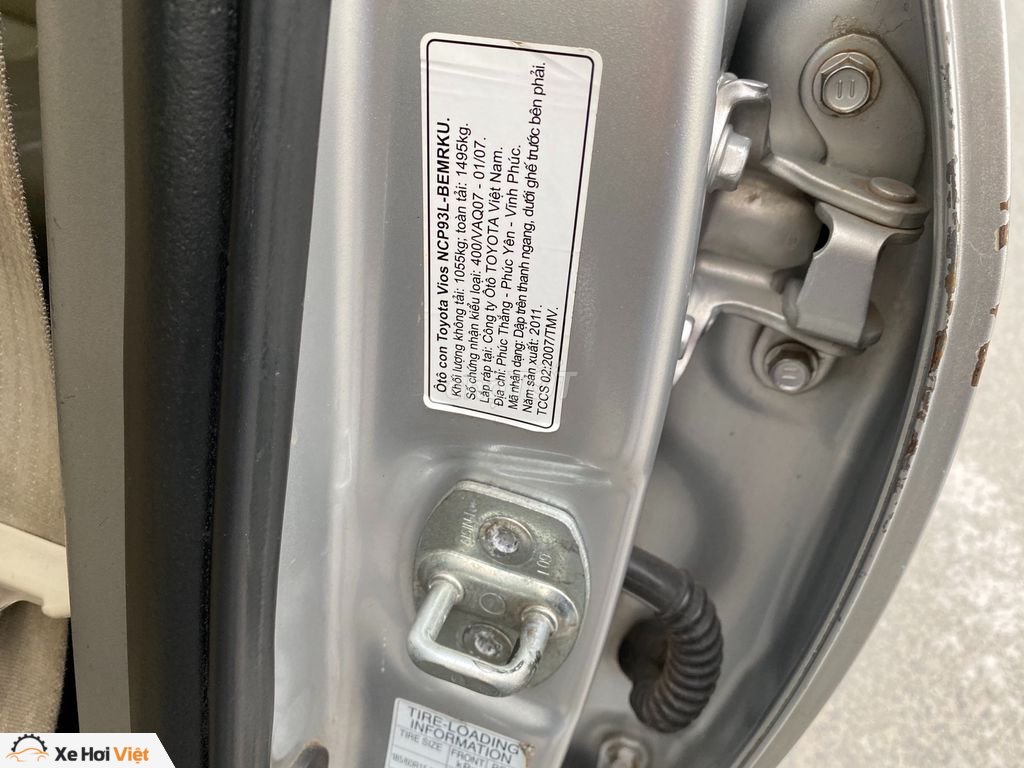 Ôtô con Toyota Vios NCP93L-BEMRKU.
Khối lượng không tải: 1055kg; toàn tải: 1495kg.
Số chứng nhận kiểu loại: 400/VAQ07 - 01/07.
Lắp ráp tại: Công ty Ôtô TOYOTA Việt Nam.
Địa chỉ: Phúc Thắng - Phúc Yên - Vĩnh Phúc.
Mã nhận dạng: Dập trên thanh ngang, dưới ghế trước bên phải.
Năm sản xuất: 2011.
TCCS 02:2007/TMV.
TIRE-LOADING
INFORMATION
TIRE SIZE FRONT
Xe Hơi Việt